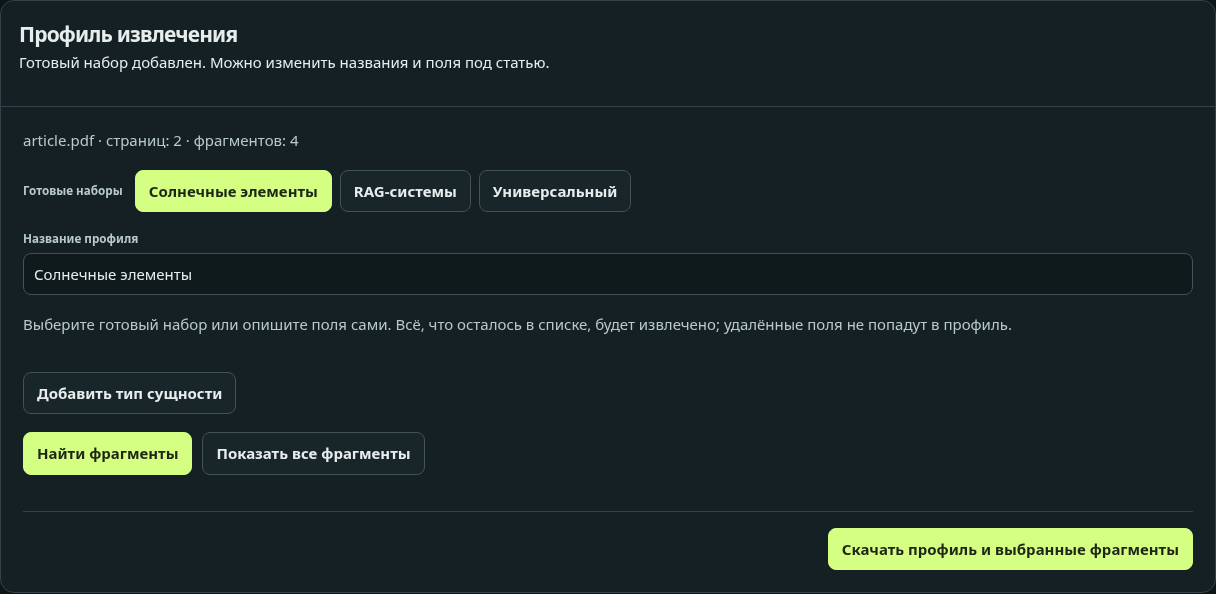 Профиль извлечения
Готовый набор добавлен. Можно изменить названия и поля под статью.
article.pdf · страниц: 2 · фрагментов: 4
Готовые наборы Солнечные элементы RAG-системы Универсальный
Название профиля
Солнечные элементы
Выберите готовый набор или опишите поля сами. Всё, что осталось в списке, будет извлечено; удалённые поля не попадут в профиль.
Добавить тип сущности
Найти фрагменты Показать все фрагменты
Скачать профиль и выбранные фрагменты